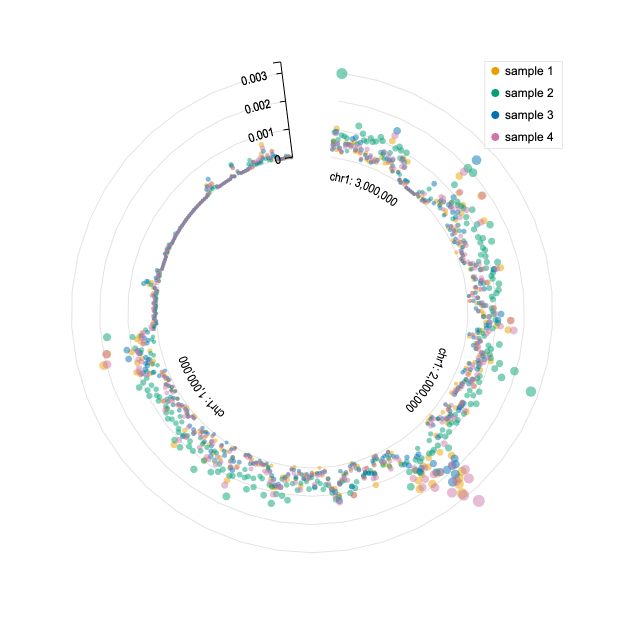 0.003
0.002
0.001
0
sample 1
sample 2
sample 3
sample 4
chr1: 3,000,000
chr1: 2,000,000
chr1: 1,000,000